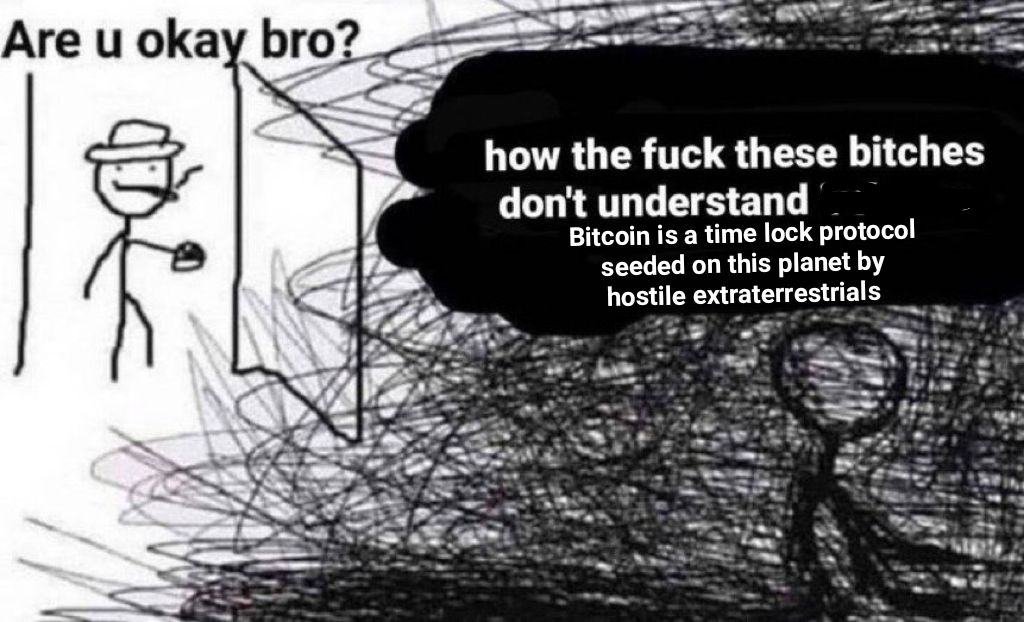 Are u okay bro?
how the fuck these bitches
don't understand
Bitcoin is a time lock protocol
seeded on this planet by
hostile extraterrestrials